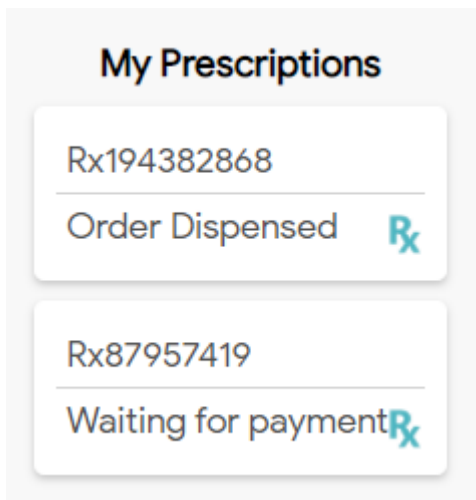 My Prescriptions
Rx194382868
Order Dispensed Rx
Rx87957419
Waiting for payment Rx